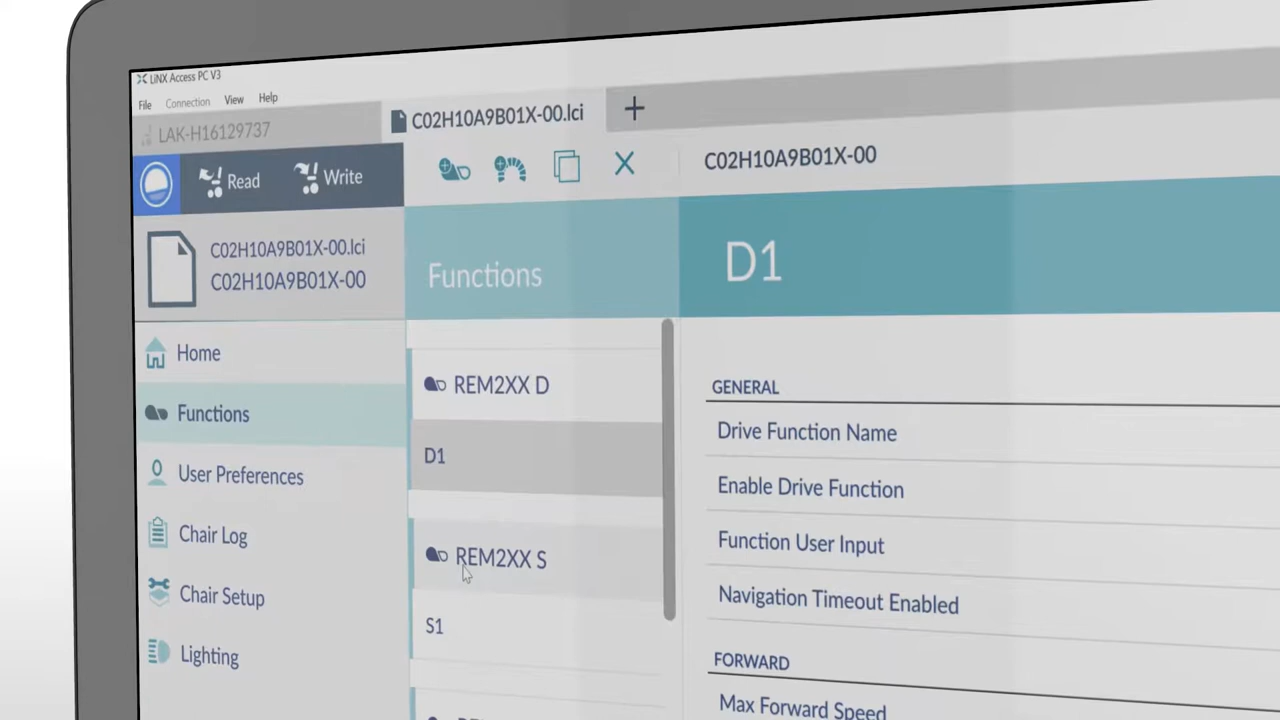 LiNX Access PC V3
File Connection View Help
LAK-H16129737
C02H10A9B01X-00.lci
Read
Write
C02H10A9B01X-00
C02H10A9B01X-00.lci
C02H10A9B01X-00
Home
Functions
User Preferences
Chair Log
Chair Setup
Lighting
Functions
REM2XX D
D1
REM2XX S
S1
D1
GENERAL
Drive Function Name
Enable Drive Function
Function User Input
Navigation Timeout Enabled
FORWARD
Max Forward Speed